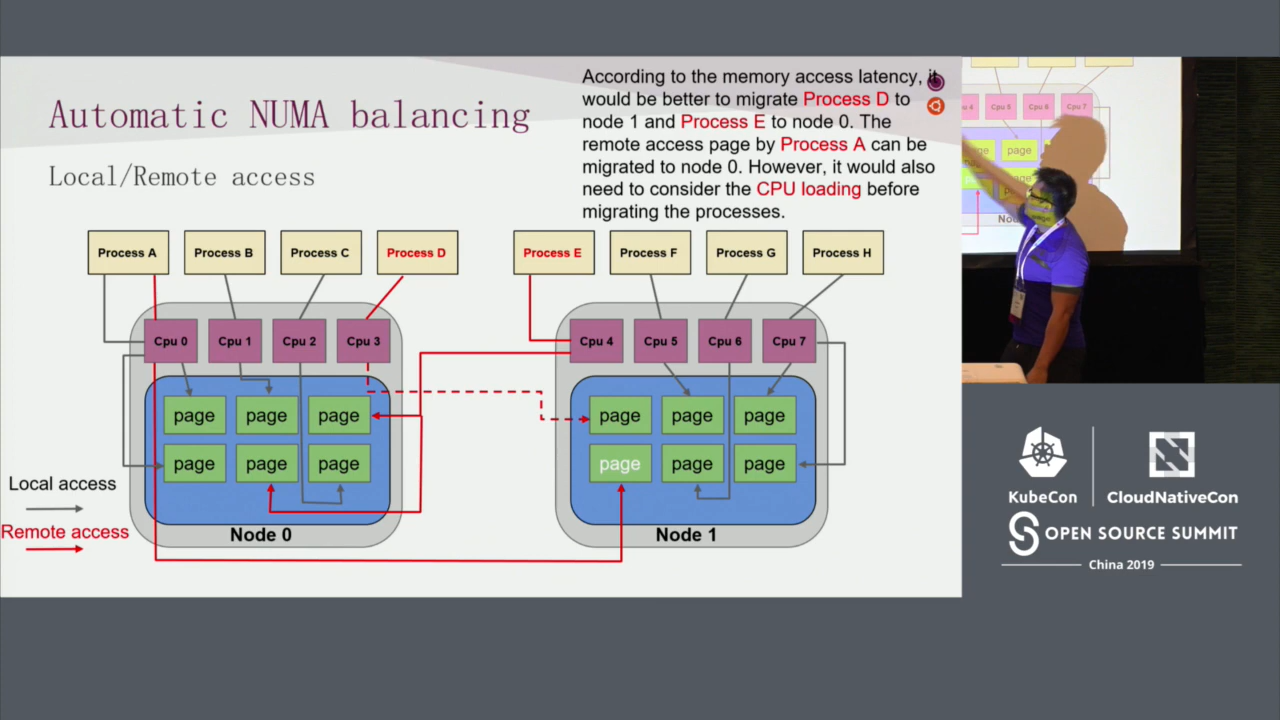 Automatic NUMA balancing
Local/Remote access
According to the memory access latency, it
would be better to migrate Process D to
node 1 and Process E to node 0. The
remote access page by Process A can be
migrated to node 0. However, it would also
need to consider the CPU loading before
migrating the processes.
Process A
Process B
Process C
Process D
Process E
Process F
Process G
Process H
Cpu 0
Cpu 1
Cpu 2
Cpu 3
Cpu 4
Cpu 5
Cpu 6
Cpu 7
page
page
page
page
page
page
page
page
page
page
page
page
Node 0
Node 1
Local access
Remote access
Cpu 7
page
KubeCon
CloudNativeCon
OPEN SOURCE SUMMIT
China 2019